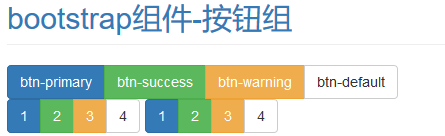 bootstrap组件-按钮组
btn-primary btn-success btn-warning btn-default
1 2 3 4 1 2 3 4